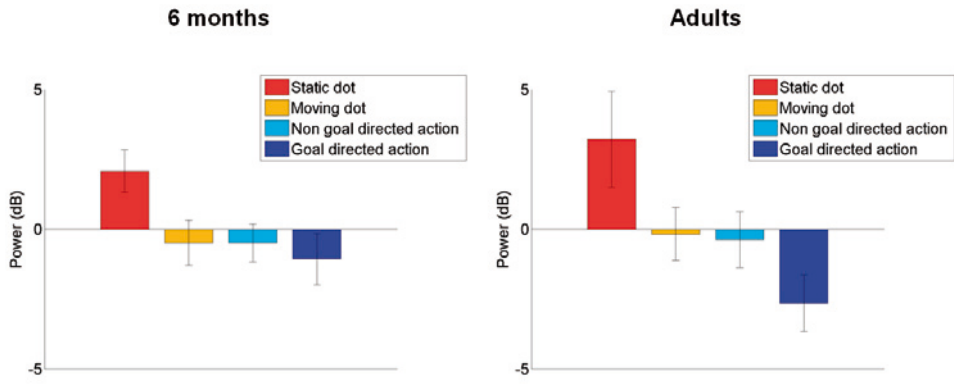 6 months
5
0
-5
Power (dB)
Static dot
Moving dot
Non goal directed action
Goal directed action
Adults
5
0
-5
Power (dB)
Static dot
Moving dot
Non goal directed action
Goal directed action